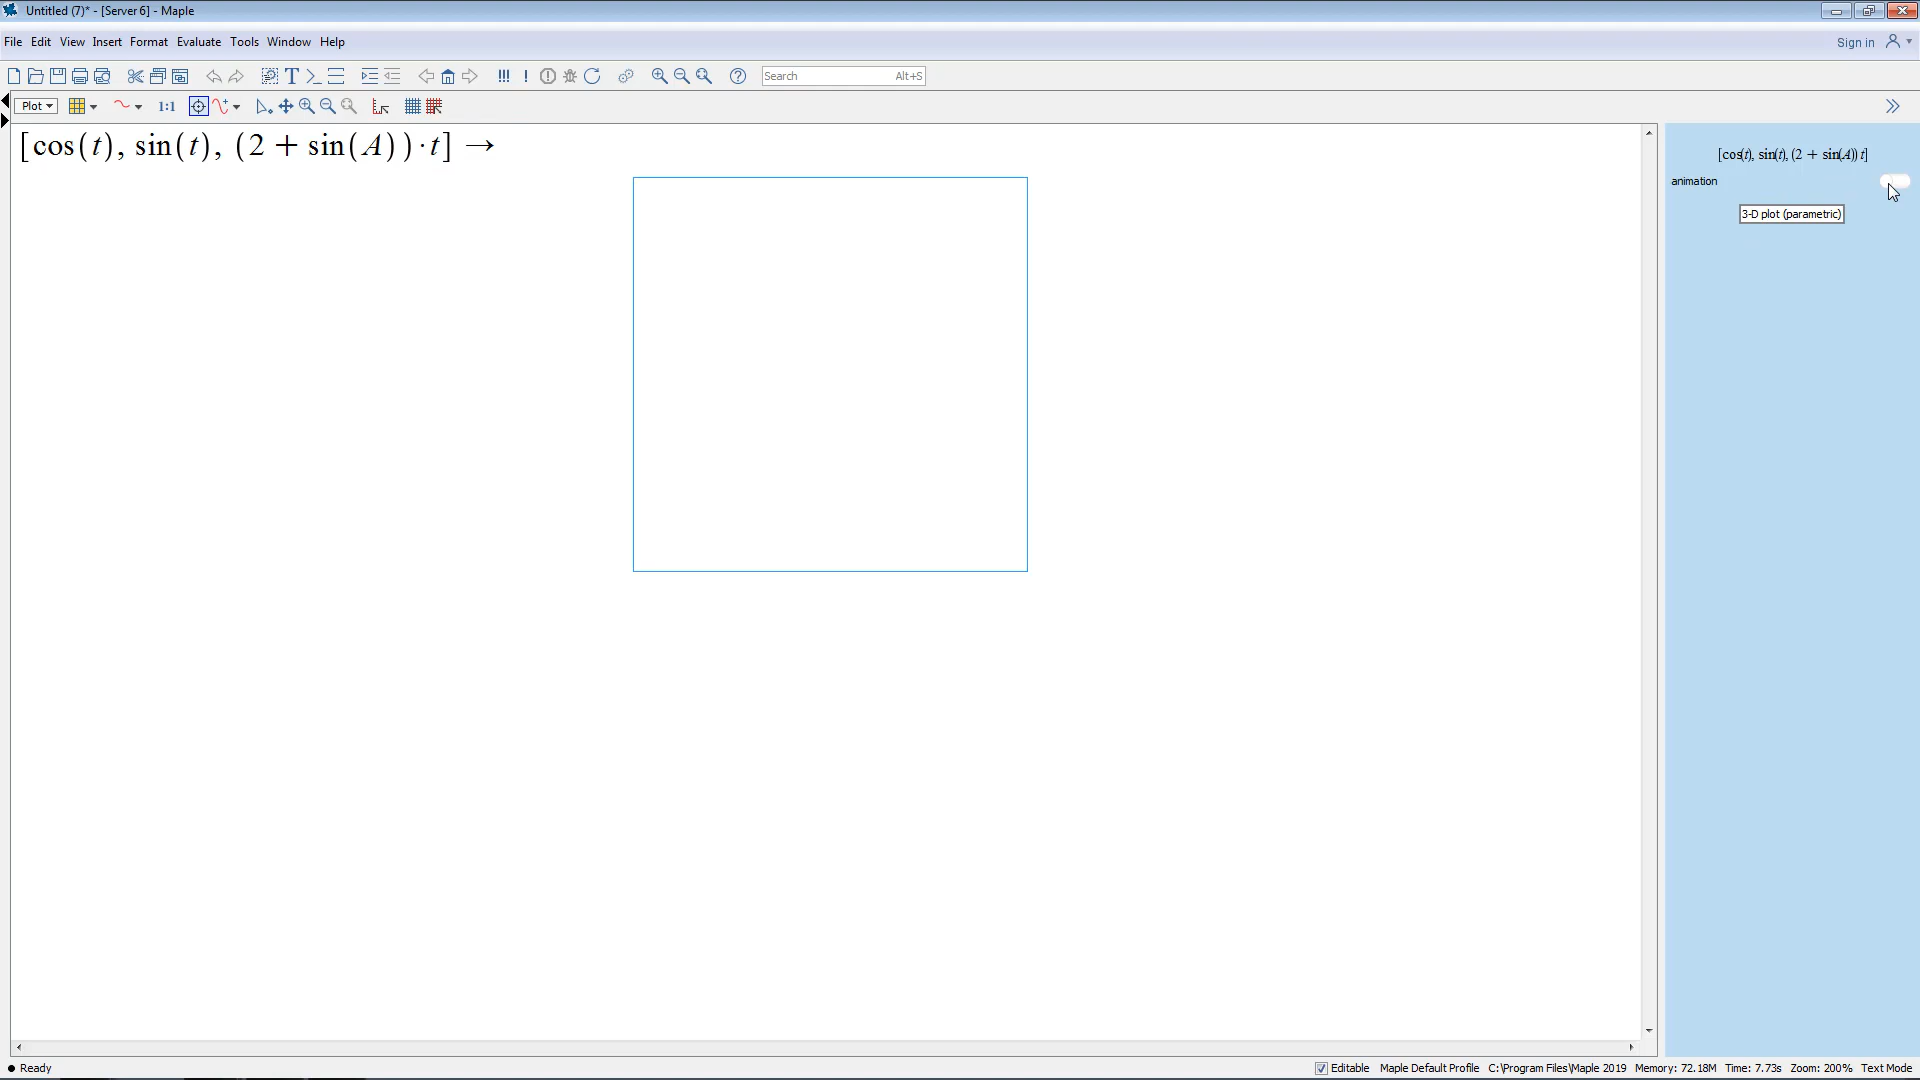 Untitled (7)* - [Server 6] - Maple
File Edit View Insert Format Evaluate Tools Window Help
Sign in
Search Alt+S
Plot 1:1
[cos(t), sin(t), (2 + sin(A))·t] →
[cos(t), sin(t), (2 + sin(A)) t]
animation
3-D plot (parametric)
Ready
Editable Maple Default Profile C:\Program Files\Maple 2019 Memory: 72.18M Time: 7.73s Zoom: 200% Text Mode